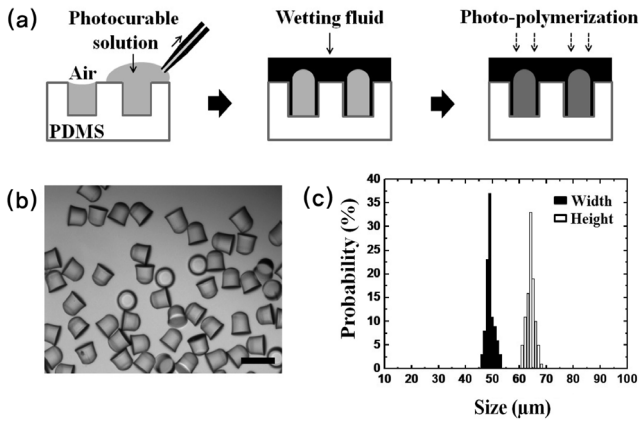 (a)
Photocurable
solution
Air
PDMS
Wetting fluid
Photo-polymerization
(b)
(c)
Probability (%)
40
35
30
25
20
15
10
5
0
Width
Height
10 20 30 40 50 60 70 80 90 100
Size (μm)